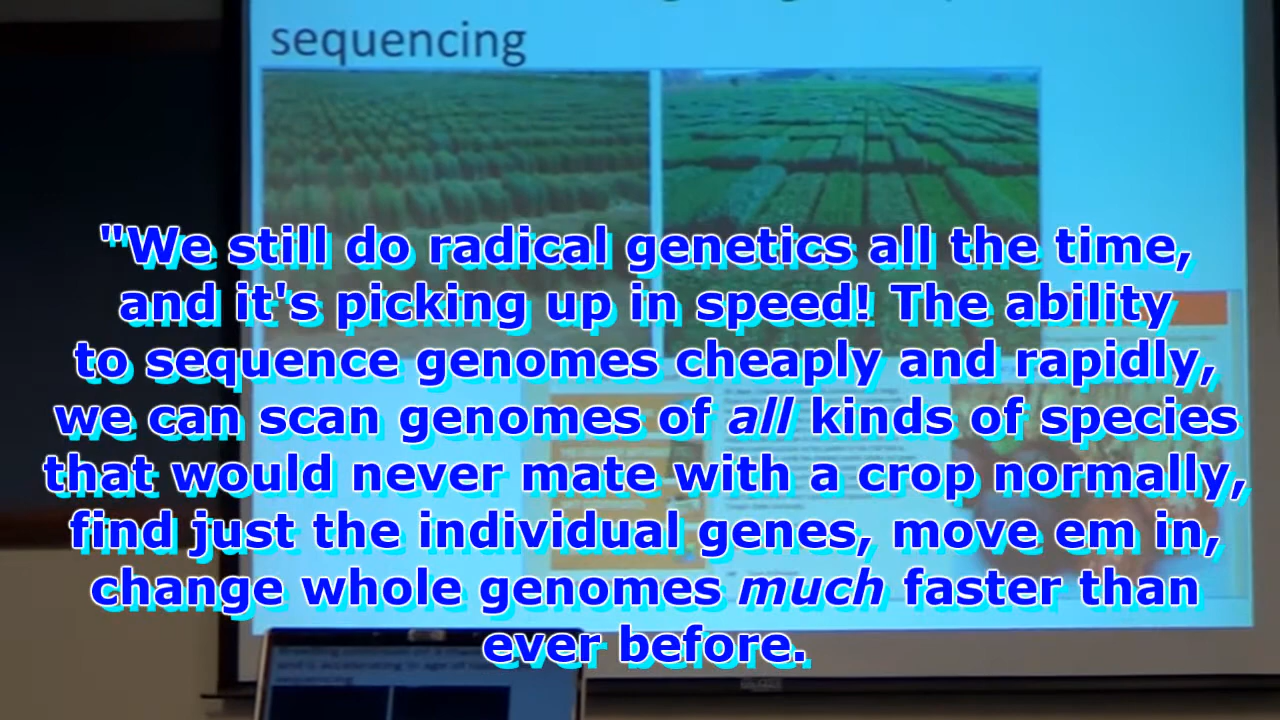 sequencing
"We still do radical genetics all the time,
and it's picking up in speed! The ability
to sequence genomes cheaply and rapidly,
we can scan genomes of all kinds of species
that would never mate with a crop normally,
find just the individual genes, move em in,
change whole genomes much faster than
ever before.
sequencing